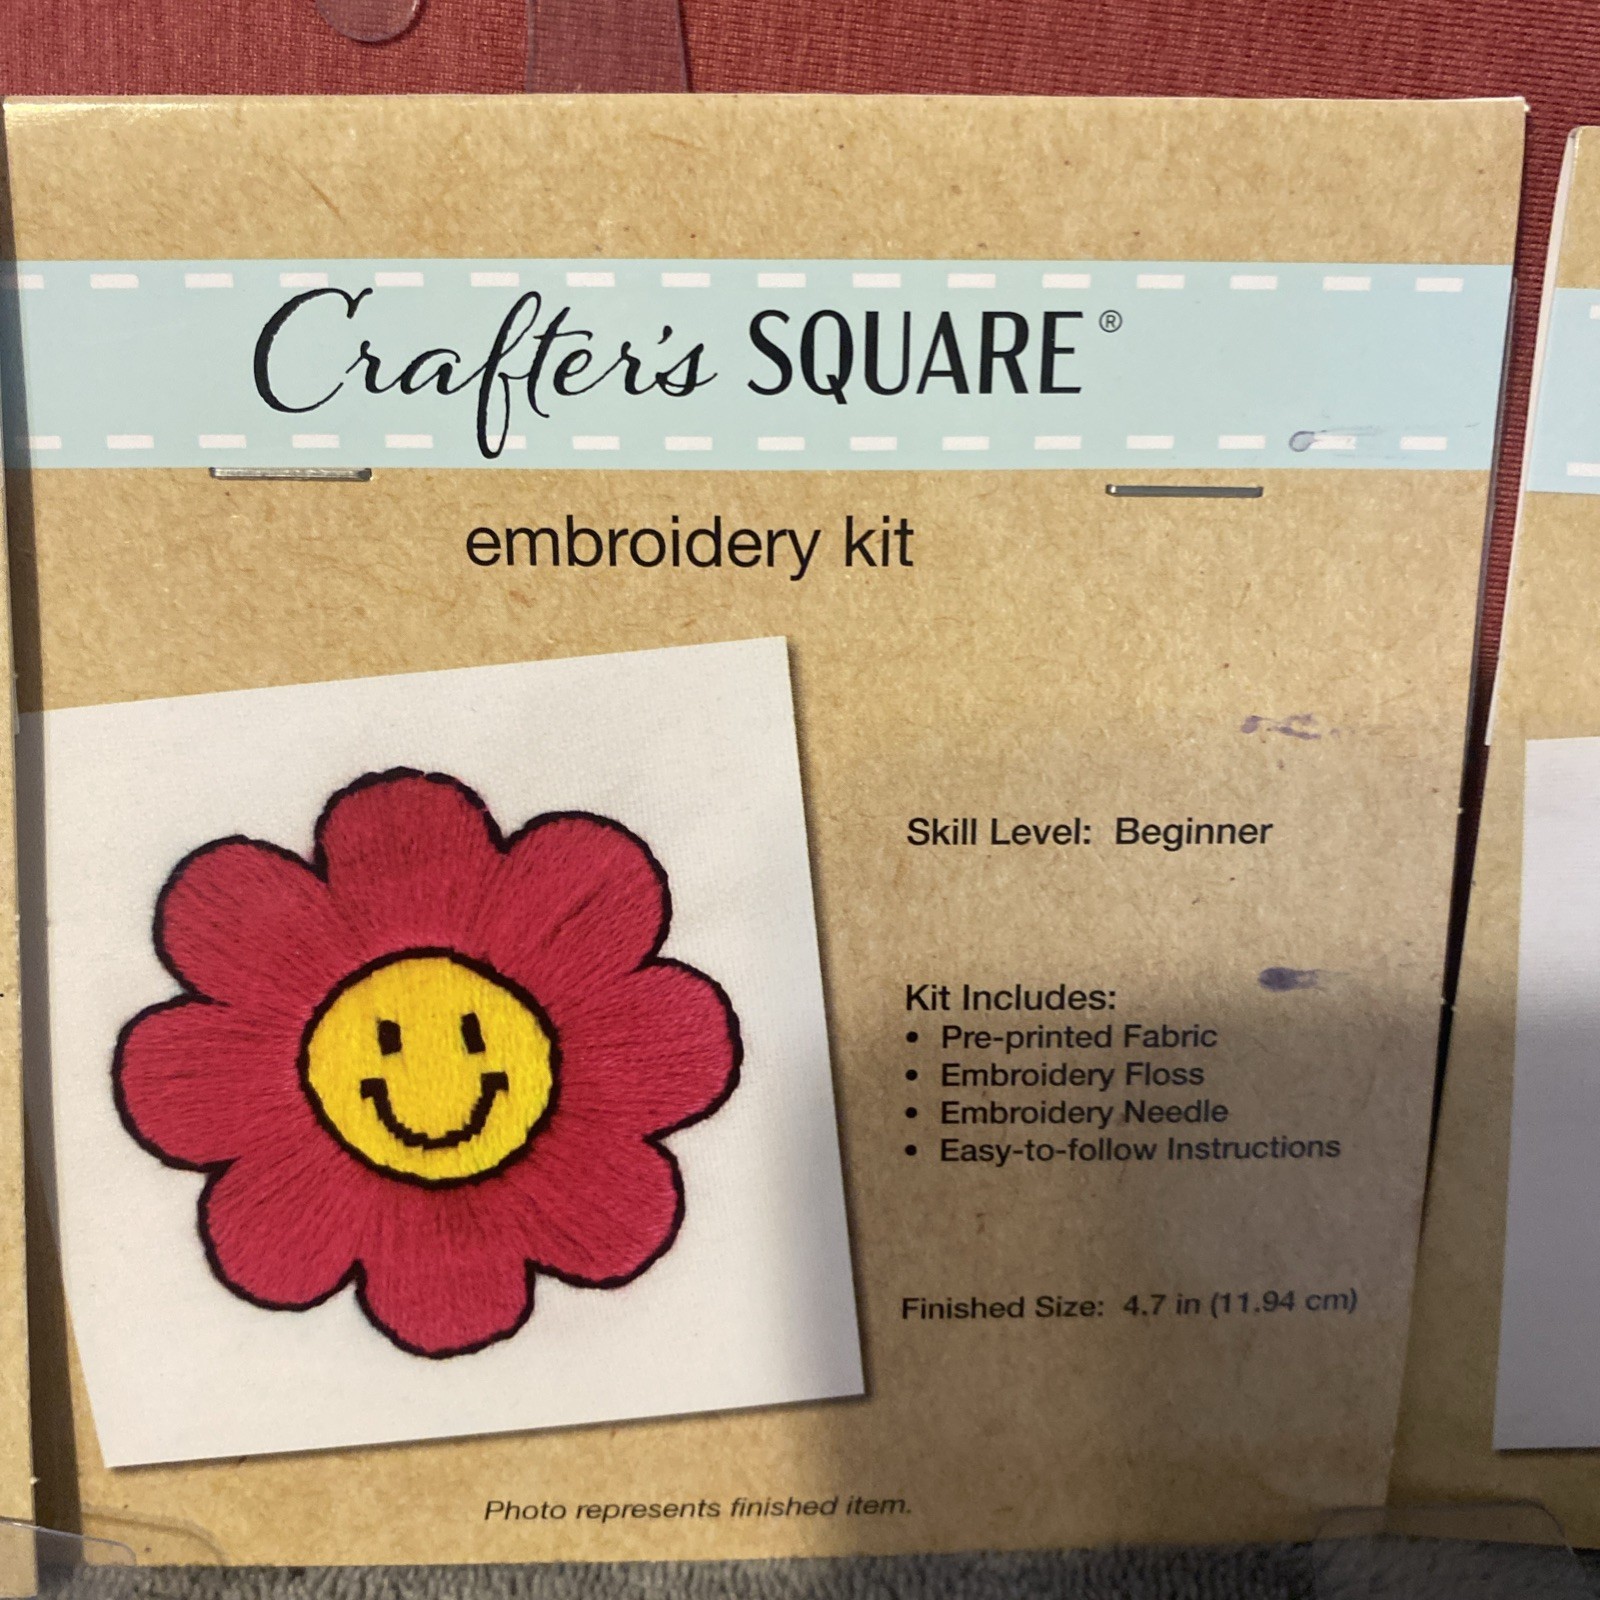 Crafter's SQUARE®
embroidery kit
Skill Level: Beginner
Kit Includes:
• Pre-printed Fabric
• Embroidery Floss
• Embroidery Needle
• Easy-to-follow Instructions
Finished Size: 4.7 in (11.94 cm)
Photo represents finished item.